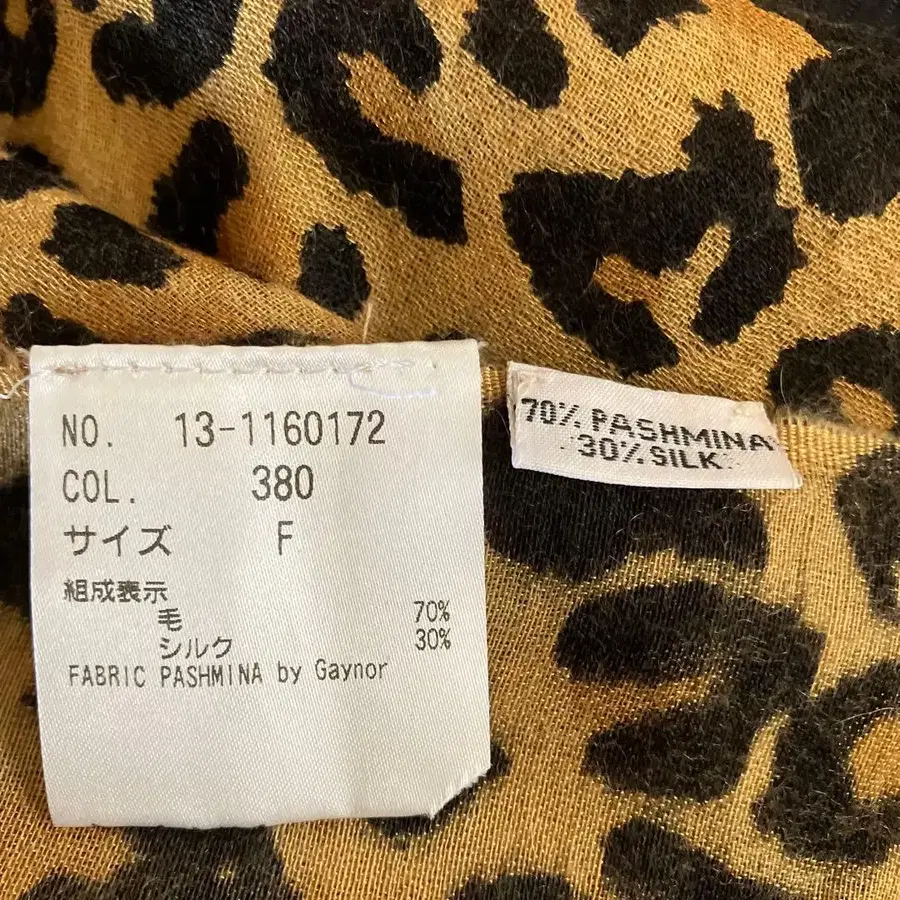 NO. 13-1160172
COL. 380
サイズ F
組成表示
毛 70%
シルク 30%
FABRIC PASHMINA by Gaynor
70% PASHMINA
30% SILK